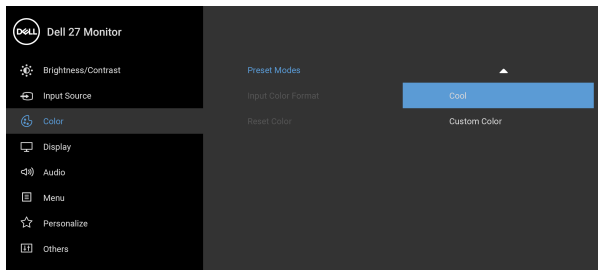 DELL Dell 27 Monitor
Brightness/Contrast
Preset Modes
Input Source
Input Color Format
Cool
Color
Reset Color
Custom Color
Display
Audio
Menu
Personalize
Others